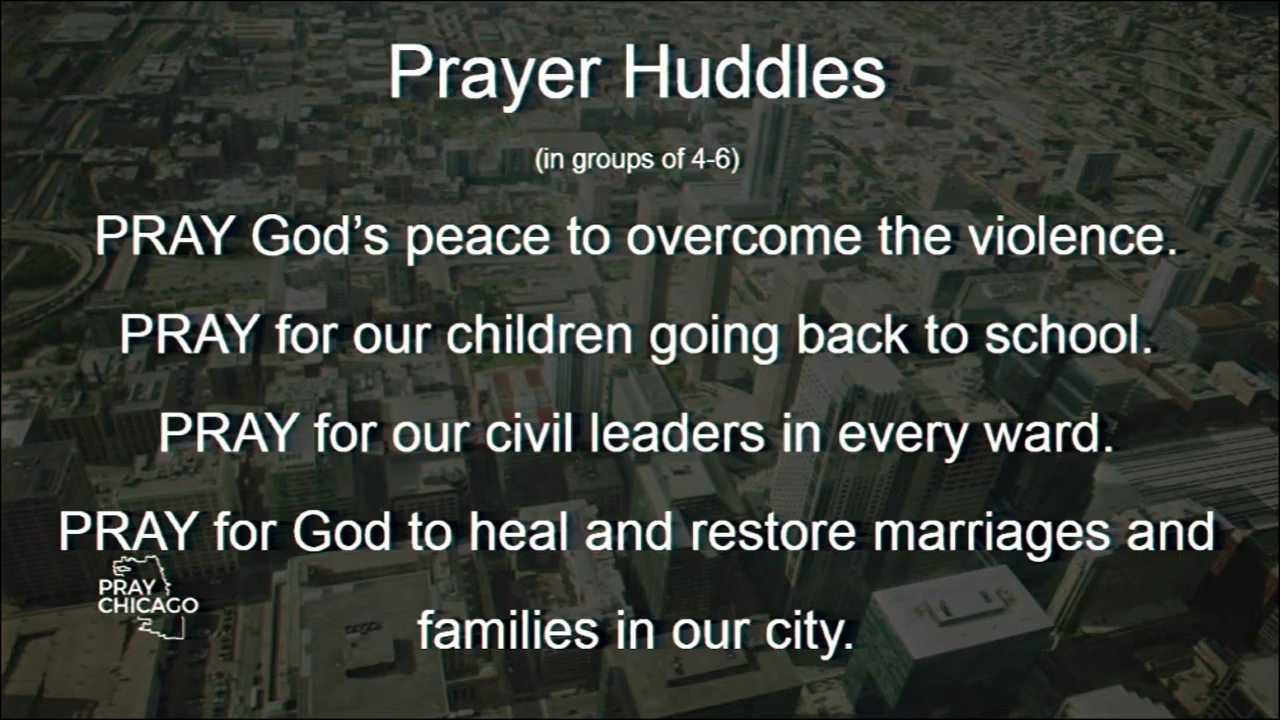 Prayer Huddles
(in groups of 4-6)
PRAY God’s peace to overcome the violence.
PRAY for our children going back to school.
PRAY for our civil leaders in every ward.
PRAY for God to heal and restore marriages and
families in our city.
PRAY
CHICAGO